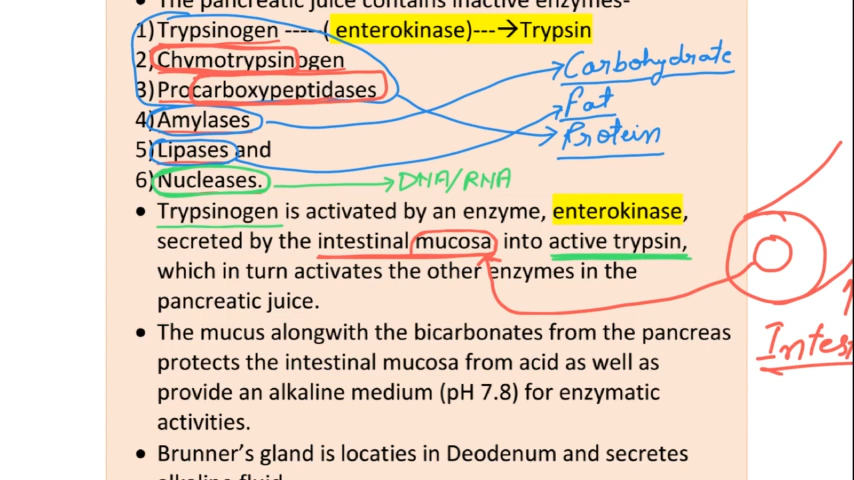 The pancreatic juice contains inactive enzymes-
1)Trypsinogen ----( enterokinase)---→Trypsin
2)Chymotrypsinogen
Carbohydrate
3)Procarboxypeptidases
Fat
4)Amylases
Protein
5)Lipases and
6)Nucleases.
DNA/RNA
• Trypsinogen is activated by an enzyme, enterokinase,
secreted by the intestinal mucosa into active trypsin,
which in turn activates the other enzymes in the
pancreatic juice.
• The mucus alongwith the bicarbonates from the pancreas
Intes
protects the intestinal mucosa from acid as well as
provide an alkaline medium (pH 7.8) for enzymatic
activities.
• Brunner's gland is locaties in Deodenum and secretes
alkaline fluid